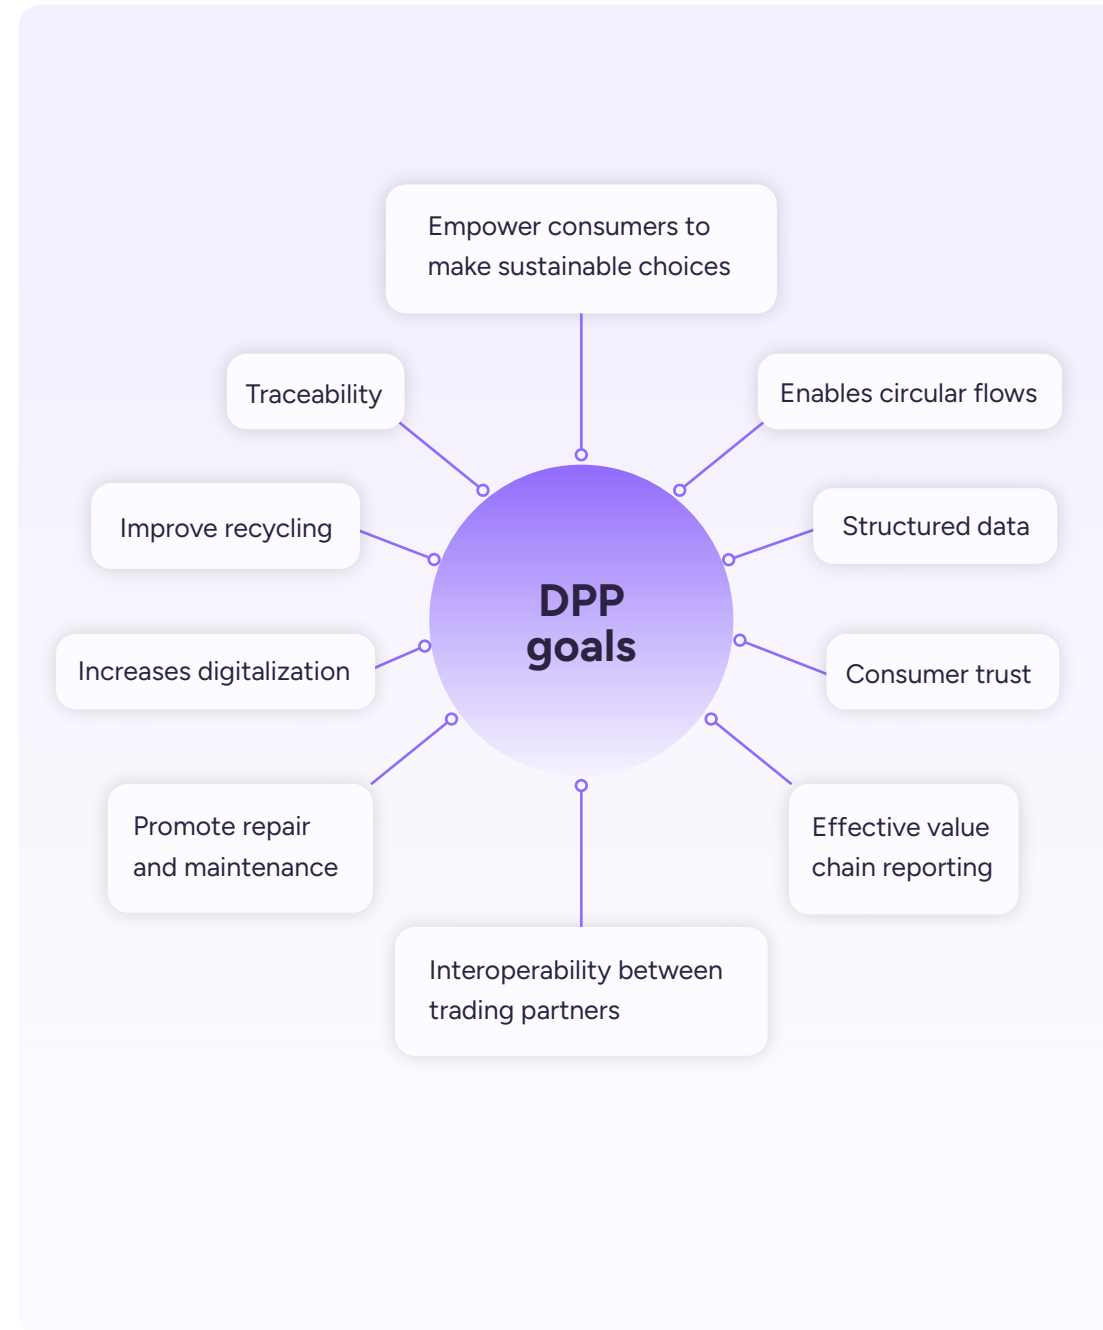 Empower consumers to
make sustainable choices
Traceability
Enables circular flows
Improve recycling
Structured data
DPP
goals
Increases digitalization
Consumer trust
Promote repair
and maintenance
Effective value
chain reporting
Interoperability between
trading partners